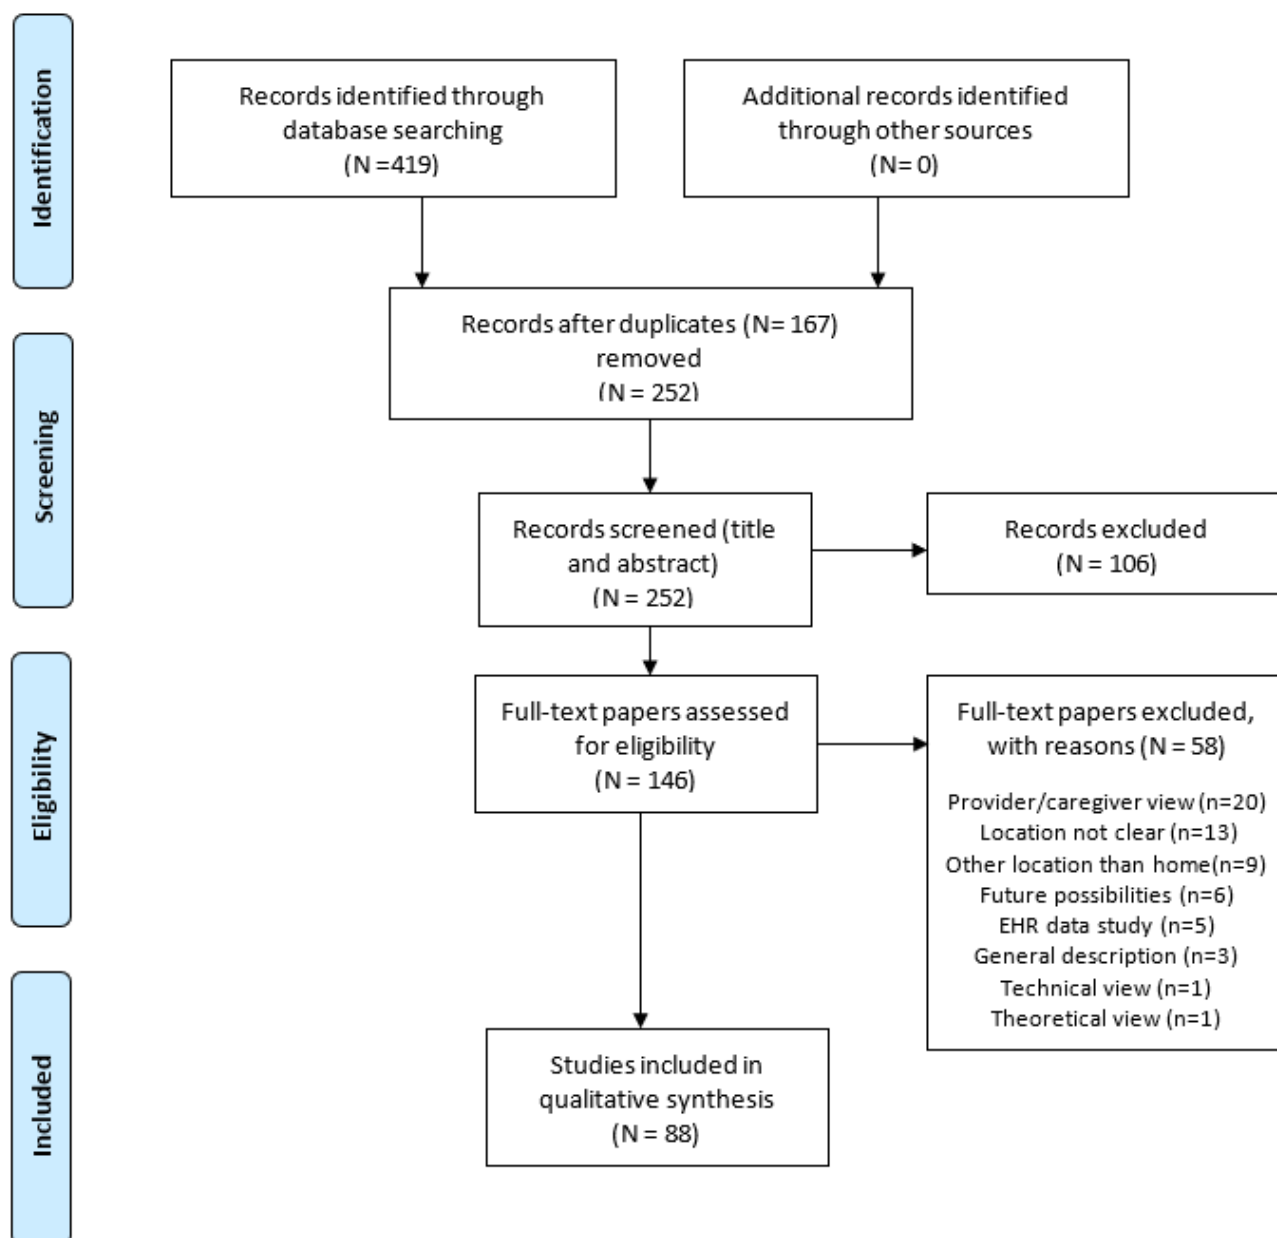 Identification
Records identified through
database searching
(N =419)
Additional records identified
through other sources
(N= 0)
Records after duplicates (N= 167)
removed
(N = 252)
Screening
Records screened (title
and abstract)
(N = 252)
Records excluded
(N = 106)
Eligibility
Full-text papers assessed
for eligibility
(N = 146)
Full-text papers excluded,
with reasons (N = 58)
Provider/caregiver view (n=20)
Location not clear (n=13)
Other location than home(n=9)
Future possibilities (n=6)
EHR data study (n=5)
General description (n=3)
Technical view (n=1)
Theoretical view (n=1)
Included
Studies included in
qualitative synthesis
(N = 88)